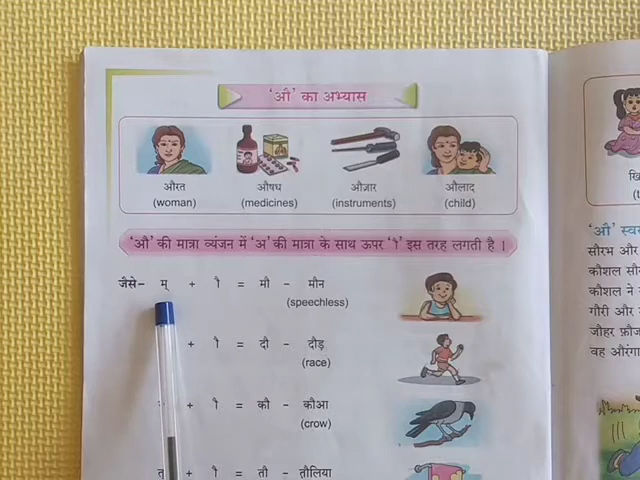 'औ' का अभ्यास
औरत औषध औज़ार औलाद
(woman) (medicines) (instruments) (child)
'औ' की मात्रा व्यंजन में 'अ' की मात्रा के साथ ऊपर 'ौ' इस तरह लगती है ।
जैसे– म् + ौ = मौ – मौन
(speechless)
+ ौ = दौ – दौड़
(race)
+ ौ = कौ – कौआ
(crow)
त् + ौ = तौ – तौलिया
'औ' स्व
सौरभ और
कौशल सौ
कौशल ने
गौरी और
जौहर फ़ौज
वह औरंगा